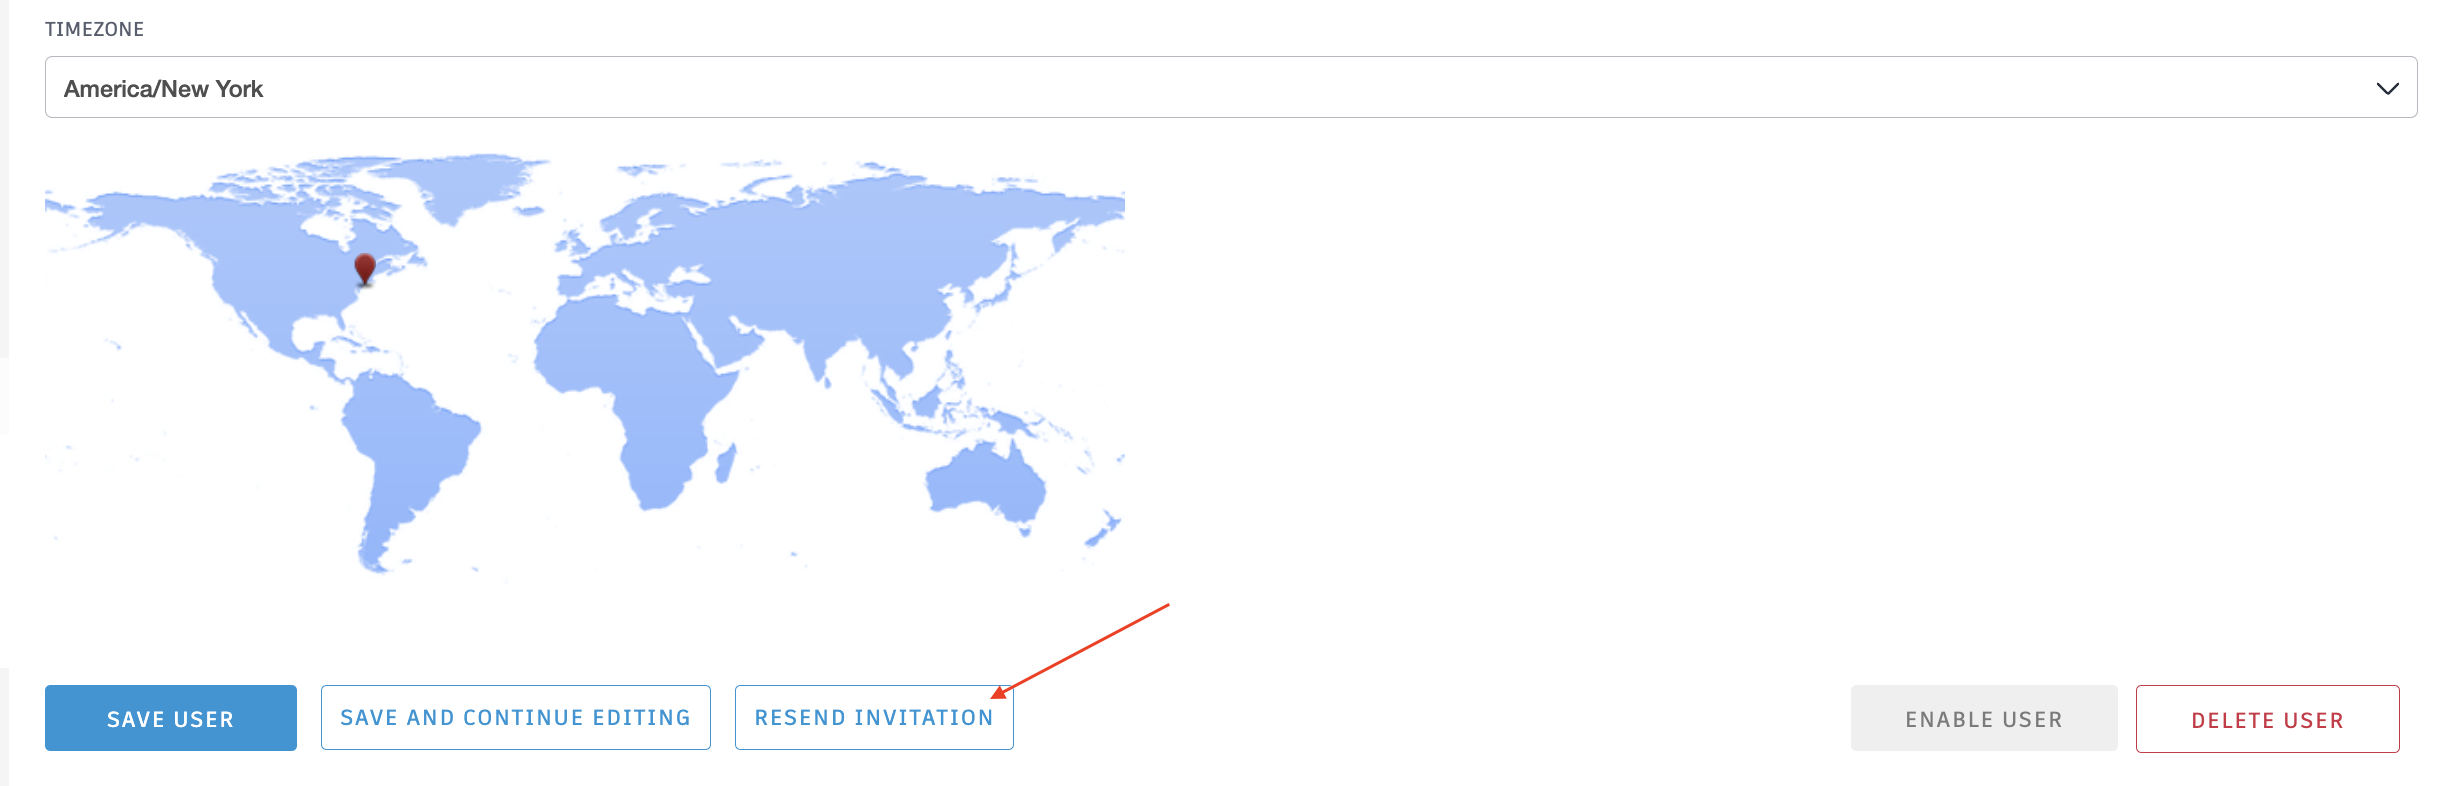 TIMEZONE
America/New York
SAVE USER
SAVE AND CONTINUE EDITING
RESEND INVITATION
ENABLE USER
DELETE USER